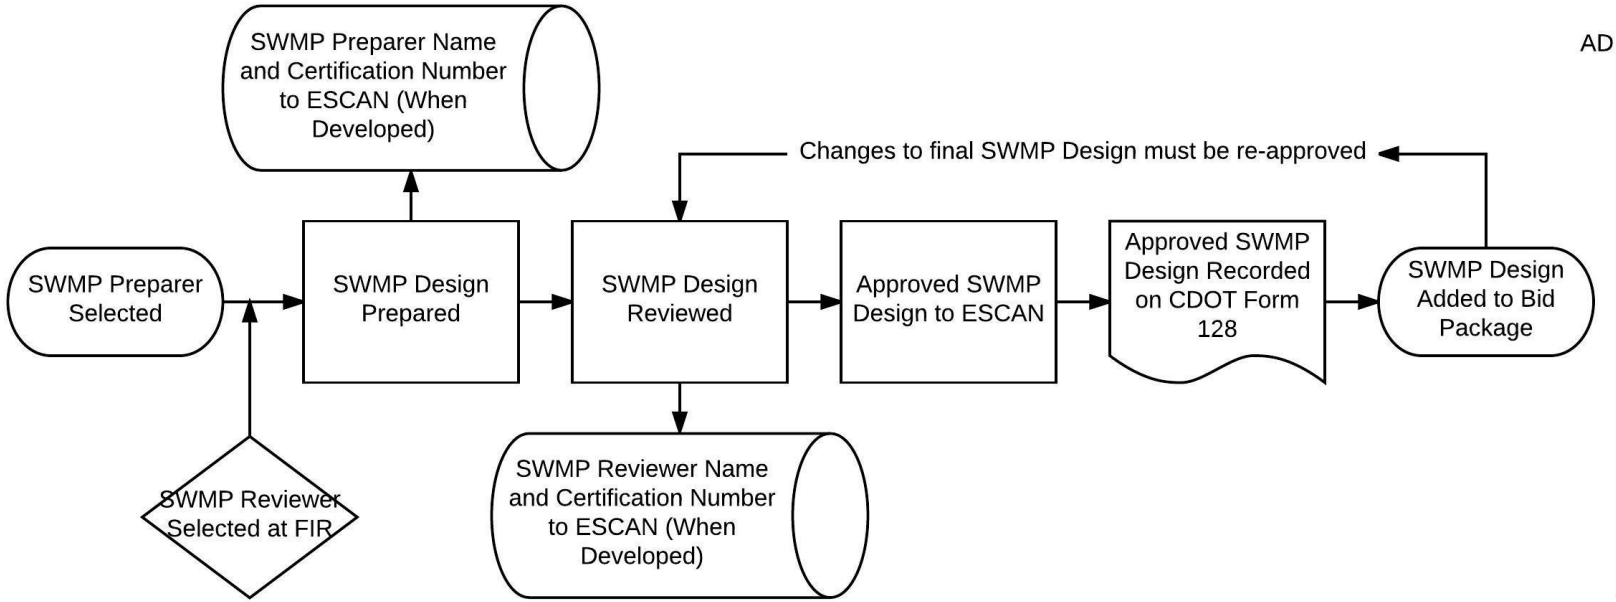 SWMP Preparer Name
and Certification Number
to ESCAN (When
Developed)
AD
Changes to final SWMP Design must be re-approved
SWMP Preparer
Selected
SWMP Design
Prepared
SWMP Design
Reviewed
Approved SWMP
Design to ESCAN
Approved SWMP
Design Recorded
on CDOT Form
128
SWMP Design
Added to Bid
Package
SWMP Reviewer
Selected at FIR
SWMP Reviewer Name
and Certification Number
to ESCAN (When
Developed)